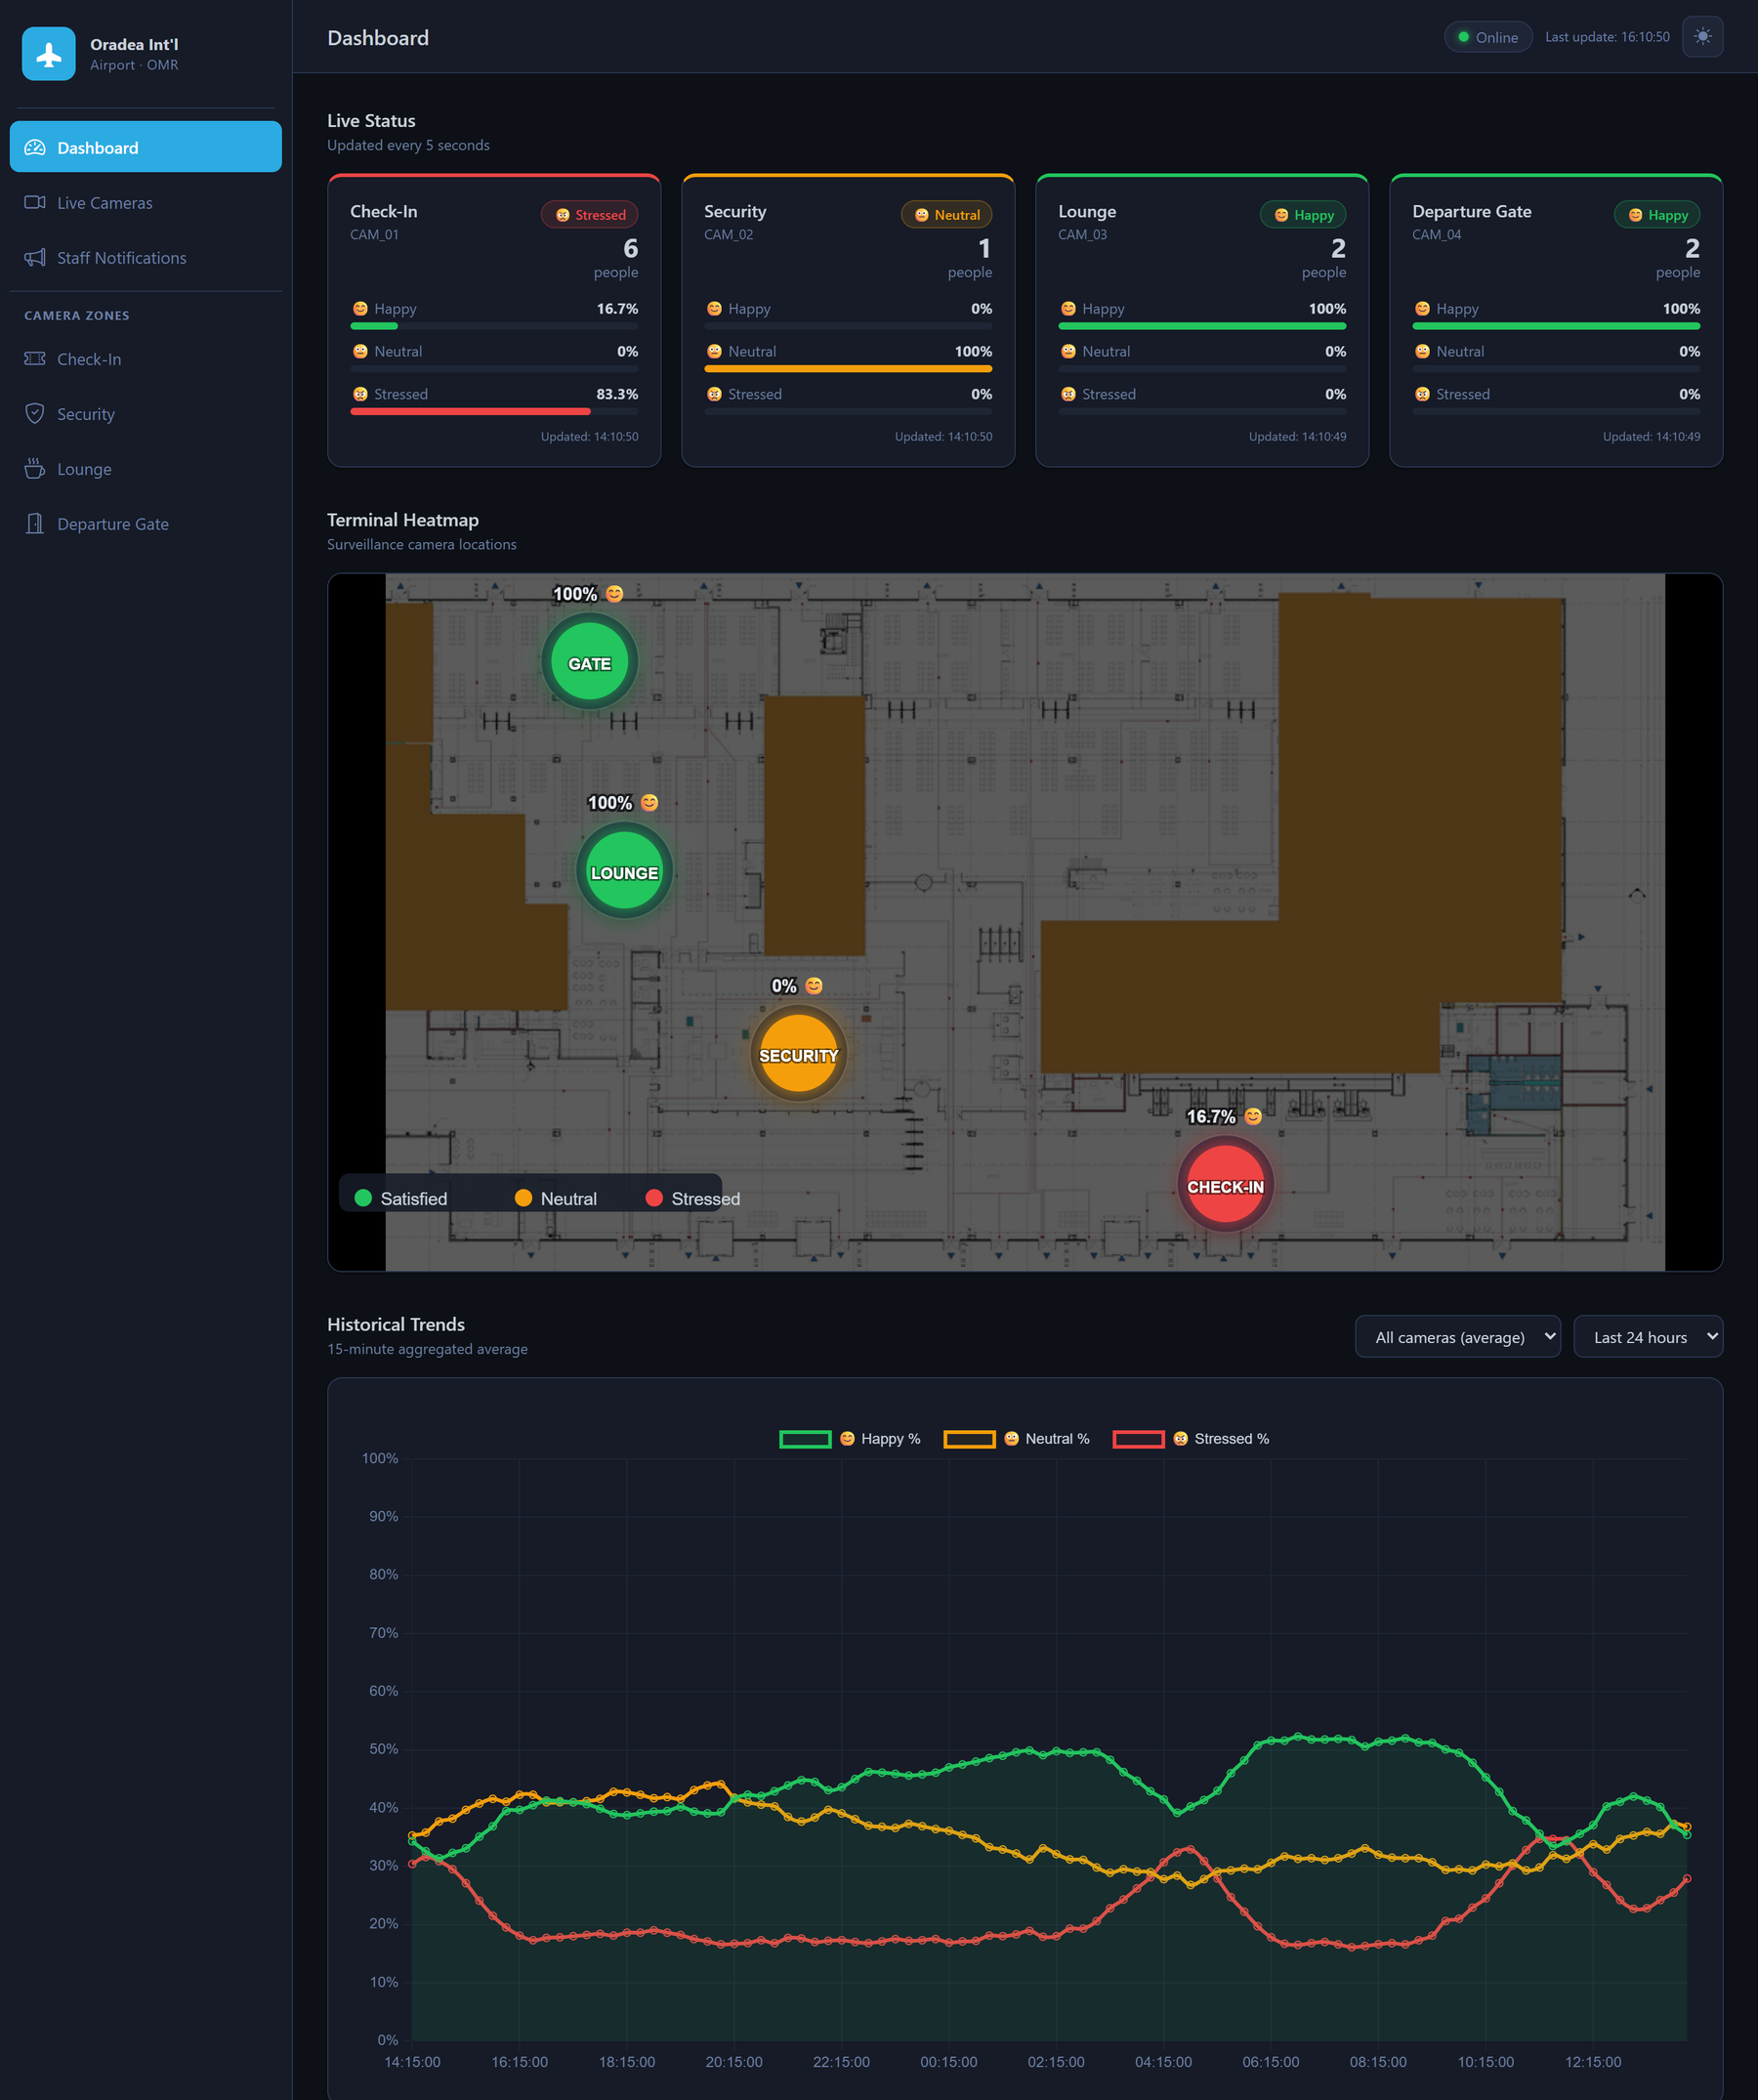 Oradea Int'l
Airport · OMR
Dashboard
Live Cameras
Staff Notifications
CAMERA ZONES
Check-In
Security
Lounge
Departure Gate
Dashboard
Online
Last update: 16:10:50
Live Status
Updated every 5 seconds
Check-In
😡 Stressed
CAM_01
6
people
😊 Happy 16.7%
😐 Neutral 0%
😡 Stressed 83.3%
Updated: 14:10:50
Security
😐 Neutral
CAM_02
1
people
😊 Happy 0%
😐 Neutral 100%
😡 Stressed 0%
Updated: 14:10:50
Lounge
😊 Happy
CAM_03
2
people
😊 Happy 100%
😐 Neutral 0%
😡 Stressed 0%
Updated: 14:10:49
Departure Gate
😊 Happy
CAM_04
2
people
😊 Happy 100%
😐 Neutral 0%
😡 Stressed 0%
Updated: 14:10:49
Terminal Heatmap
Surveillance camera locations
100% 😊
GATE
100% 😊
LOUNGE
0% 😊
SECURITY
16.7% 😊
CHECK-IN
Satisfied Neutral Stressed
Historical Trends
15-minute aggregated average
All cameras (average)
Last 24 hours
😊 Happy % 😐 Neutral % 😡 Stressed %
100%
90%
80%
70%
60%
50%
40%
30%
20%
10%
0%
14:15:00 16:15:00 18:15:00 20:15:00 22:15:00 00:15:00 02:15:00 04:15:00 06:15:00 08:15:00 10:15:00 12:15:00